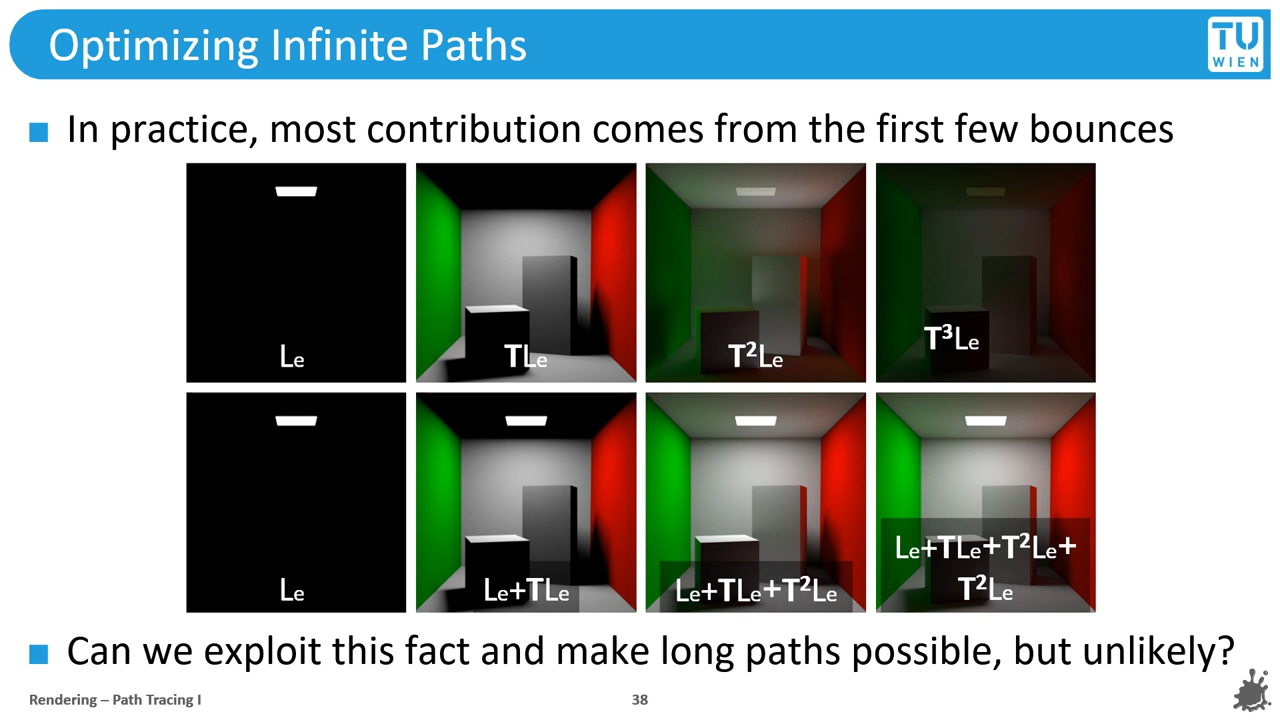 Optimizing Infinite Paths
TU
WIEN
In practice, most contribution comes from the first few bounces
Le
TLe
T²Le
T³Le
Le
Le+TLe
Le+TLe+T²Le
Le+TLe+T²Le+
T²Le
Can we exploit this fact and make long paths possible, but unlikely?
Rendering – Path Tracing I
38